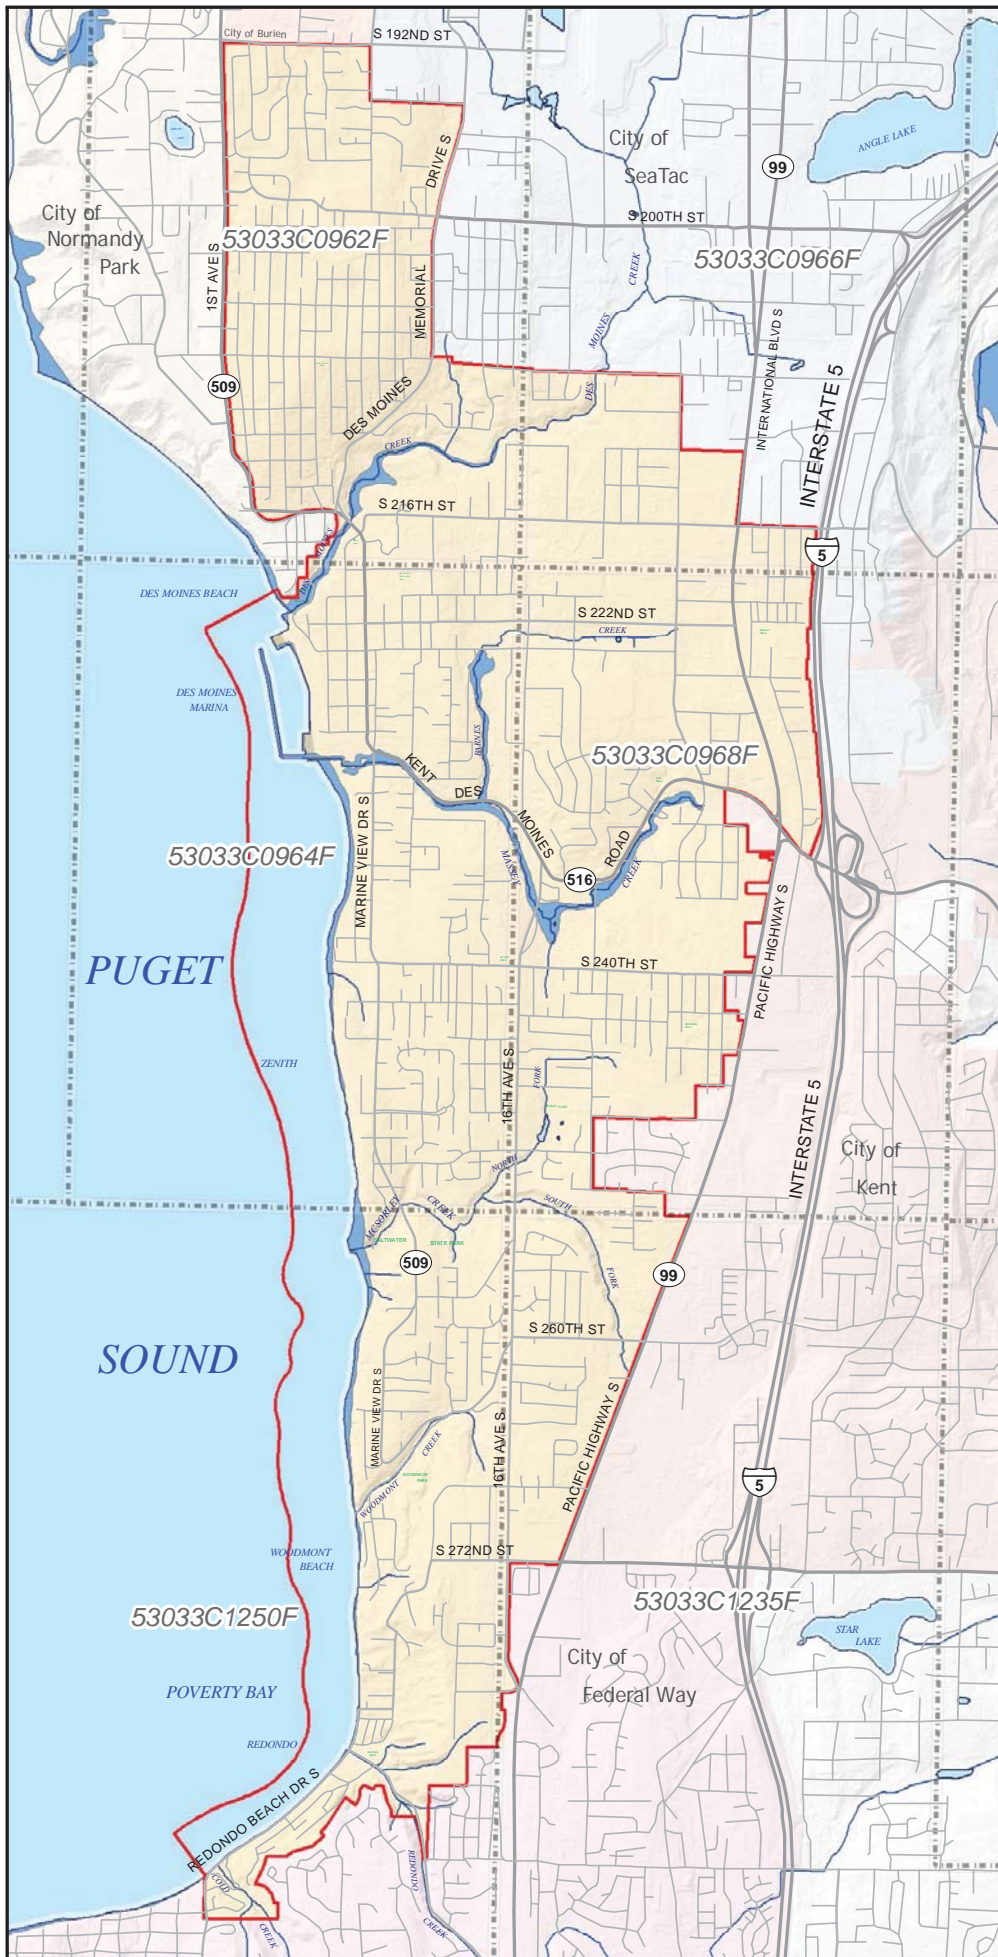 City of Burien
S 192ND ST
City of
SeaTac
ANGLE LAKE
99
DRIVE S
S 200TH ST
City of
Normandy
Park
53033C0962F
53033C0966F
1ST AVE S
MEMORIAL
CREEK
MOINES
DES
INTERNATIONAL BLVD S
INTERSTATE 5
509
DES MOINES
CREEK
S 216TH ST
MOINES
DES
5
DES MOINES BEACH
S 222ND ST
CREEK
DES MOINES
MARINA
BARNES
53033C0968F
KENT
DES
MOINES
ROAD
MARINE VIEW DR S
53033C0964F
MASSEY
CREEK
516
PACIFIC HIGHWAY S
PUGET
S 240TH ST
ZENITH
16TH AVE S
FORK
INTERSTATE 5
City of
Kent
NORTH
SOUTH
MCSORLEY
CREEK
SALTWATER
STATE PARK
509
FORK
99
S 260TH ST
SOUND
MARINE VIEW DR S
PACIFIC HIGHWAY S
16TH AVE S
CREEK
WOODMONT
PARK
WOODMONT
5
S 272ND ST
WOODMONT
BEACH
53033C1250F
53033C1235F
STAR
LAKE
City of
Federal Way
POVERTY BAY
REDONDO
REDONDO BEACH DR S
COLD
CREEK
REDONDO
CREEK